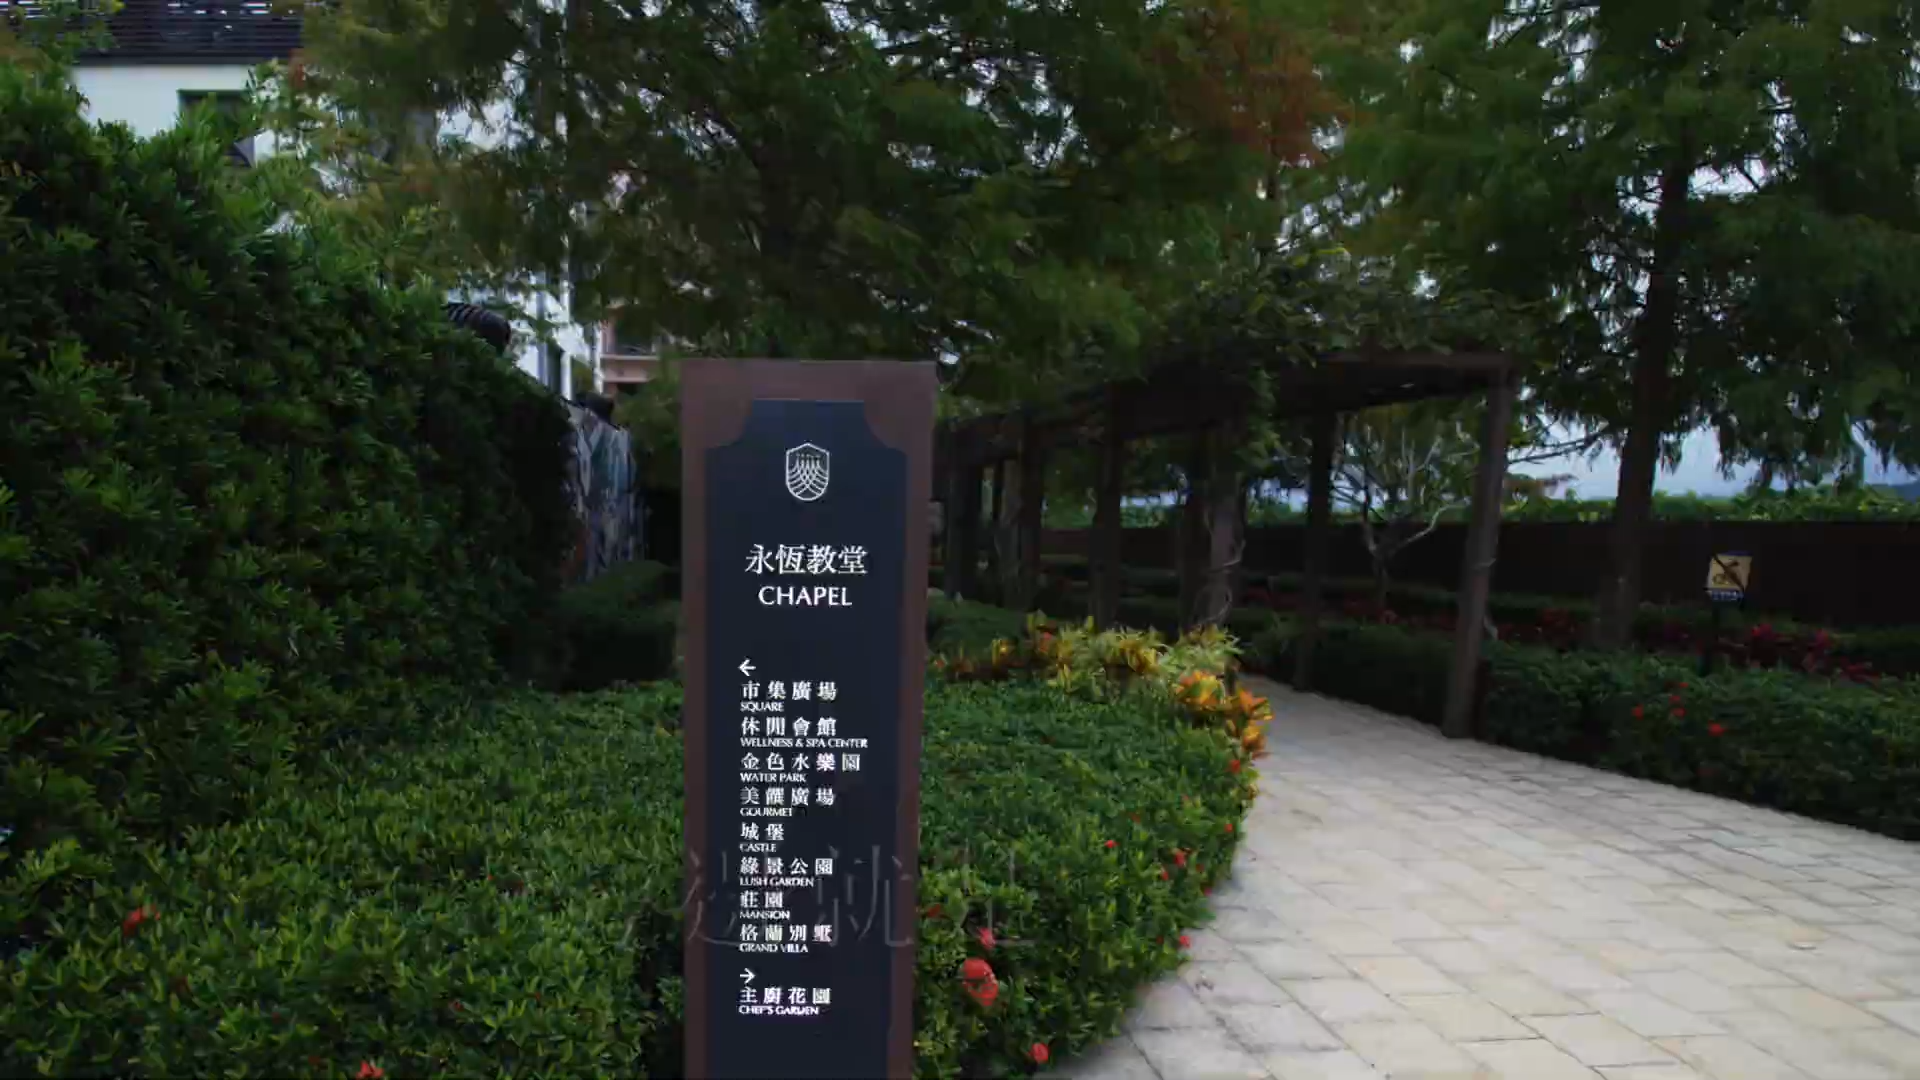 永恆教堂
CHAPEL
←
市集廣場
SQUARE
休閒會館
WELLNESS & SPA CENTER
金色水樂園
WATER PARK
美饌廣場
GOURMET
城堡
CASTLE
綠景公園
LUSH GARDEN
莊園
MANSION
格蘭別墅
GRAND VILLA
→
主廚花園
CHEF'S GARDEN